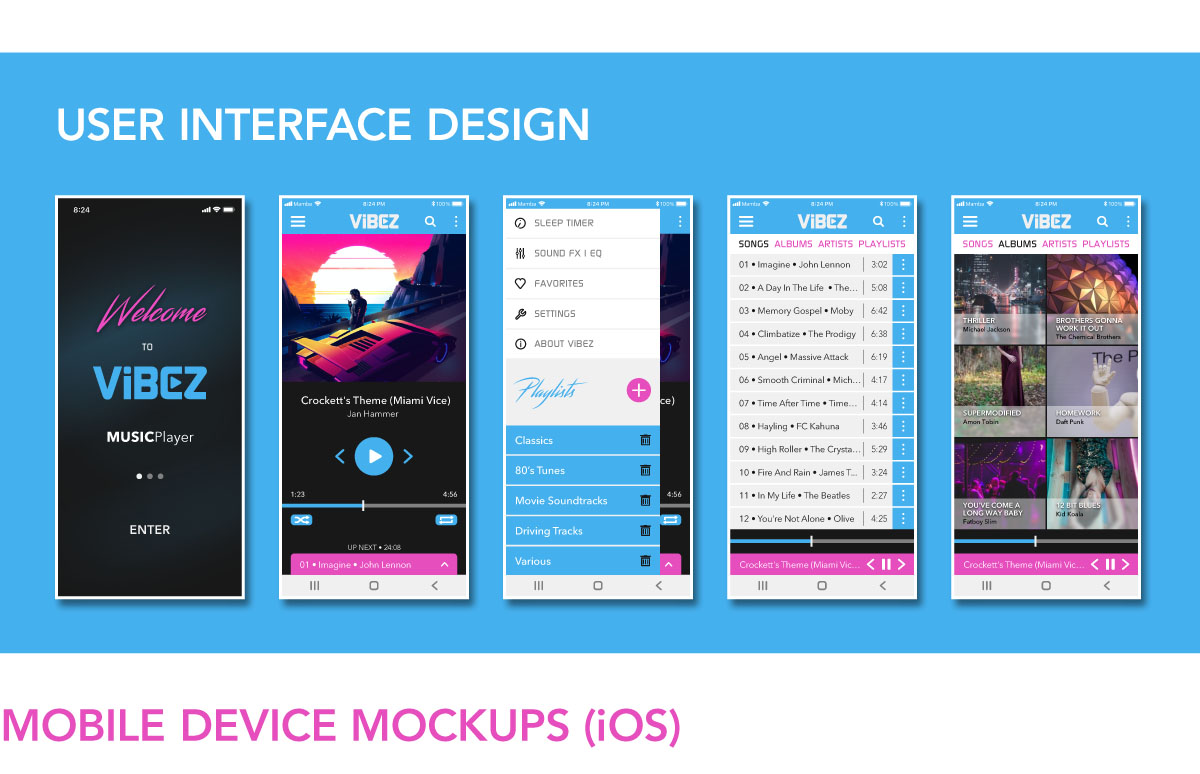 USER INTERFACE DESIGN
8:24
Welcome
TO
ViBEZ
MUSICPlayer
ENTER
Mambe 8:24 PM 100%
ViBEZ
Crockett's Theme (Miami Vice)
Jan Hammer
1:23 4:56
UP NEXT • 24:08
01 • Imagine • John Lennon
Mambe 8:24 PM 100%
SLEEP TIMER
SOUND FX | EQ
FAVORITES
SETTINGS
ABOUT VIBEZ
Playlists
ce)
Classics
80's Tunes
Movie Soundtracks
4:56
Driving Tracks
Various
Mambe 8:24 PM 100%
ViBEZ
SONGS ALBUMS ARTISTS PLAYLISTS
01 • Imagine • John Lennon 3:02
02 • A Day In The Life • The... 5:08
03 • Memory Gospel • Moby 6:42
04 • Climbatize • The Prodigy 6:38
05 • Angel • Massive Attack 6:19
06 • Smooth Criminal • Mich... 4:17
07 • Time After Time • Time... 4:14
08 • Hayling • FC Kahuna 3:46
09 • High Roller • The Crysta... 5:29
10 • Fire And Rain • James T... 3:24
11 • In My Life • The Beatles 2:27
12 • You're Not Alone • Olive 4:25
Crockett's Theme (Miami Vic...
Mambe 8:24 PM 100%
ViBEZ
SONGS ALBUMS ARTISTS PLAYLISTS
THRILLER
Michael Jackson
BROTHERS GONNA
WORK IT OUT
The Chemical Brothers
SUPERMODIFIED
Amon Tobin
The P
HOMEWORK
Daft Punk
YOU'VE COME A
LONG WAY BABY
Fatboy Slim
12 BIT BLUES
Kid Koala
Crockett's Theme (Miami Vic...
MOBILE DEVICE MOCKUPS (iOS)